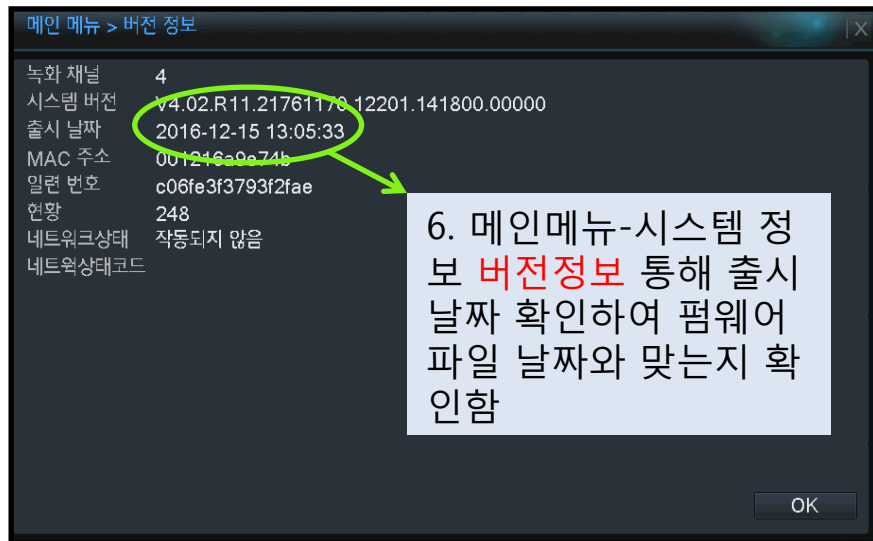 메인 메뉴 > 버전 정보
X
녹화 채널 4
시스템 버전 V4.02.R11.21761170.12201.141800.00000
출시 날짜 2016-12-15 13:05:33
MAC 주소 001216a9e74b
일련 번호 c06fe3f3793f2fae
현황 248
네트워크상태 작동되지 않음
네트웍상태코드
6. 메인메뉴-시스템 정
보 버전정보 통해 출시
날짜 확인하여 펌웨어
파일 날짜와 맞는지 확
인함
OK